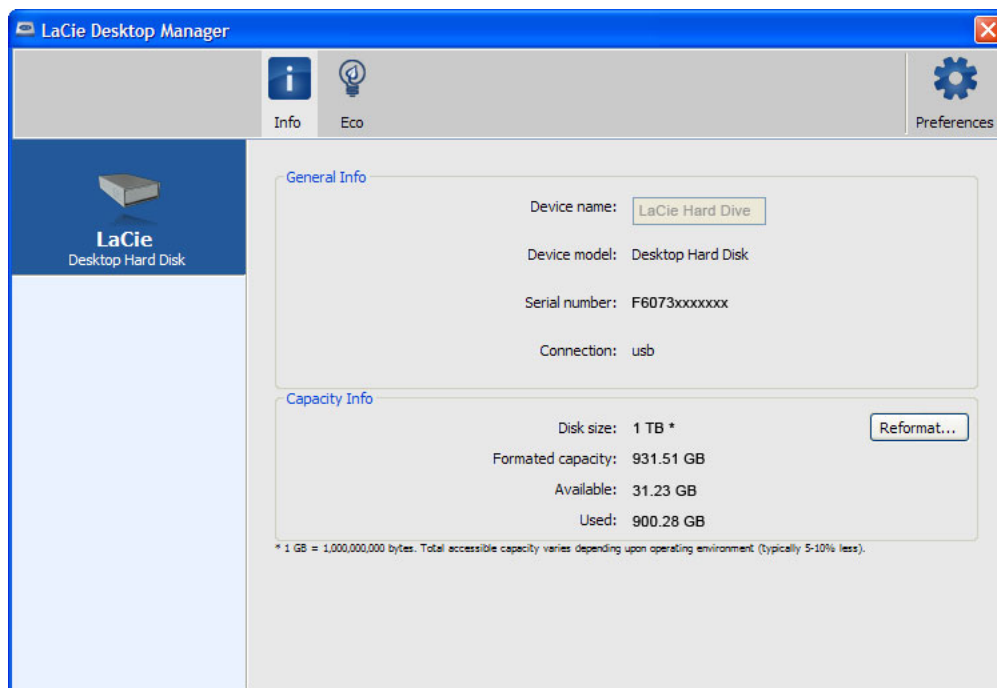 LaCie Desktop Manager
Info
Eco
Preferences
LaCie
Desktop Hard Disk
General Info
Device name: LaCie Hard Dive
Device model: Desktop Hard Disk
Serial number: F6073xxxxxxx
Connection: usb
Capacity Info
Disk size: 1 TB *
Reformat...
Formated capacity: 931.51 GB
Available: 31.23 GB
Used: 900.28 GB
* 1 GB = 1,000,000,000 bytes. Total accessible capacity varies depending upon operating environment (typically 5-10% less).